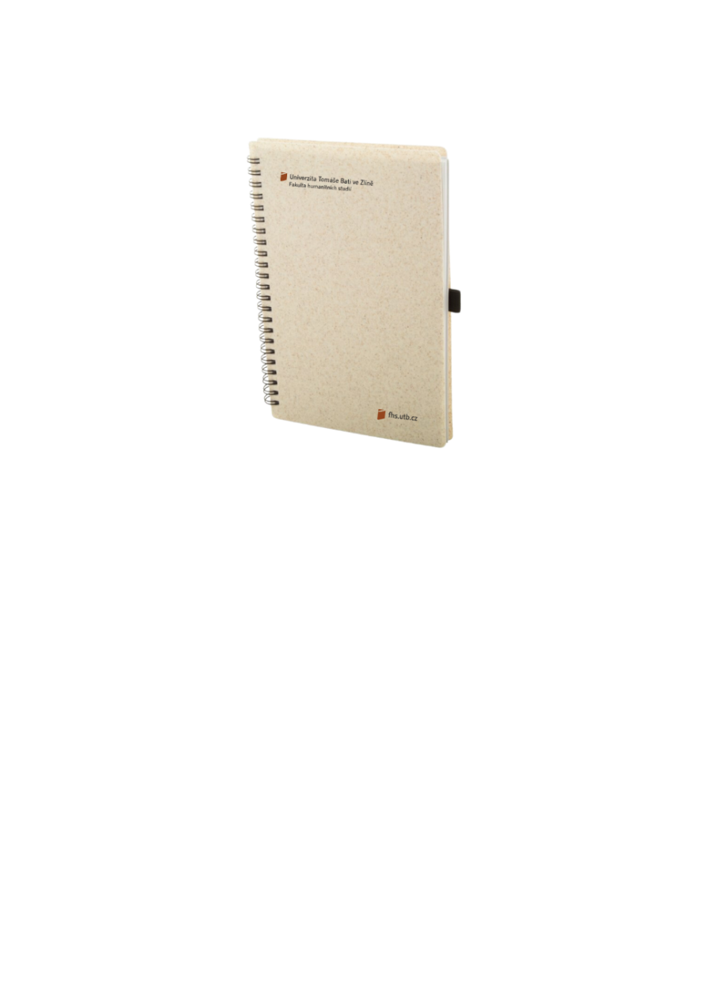 Univerzita Tomáše Bati ve Zlíně
Fakulta humanitních studií
fhs.utb.cz